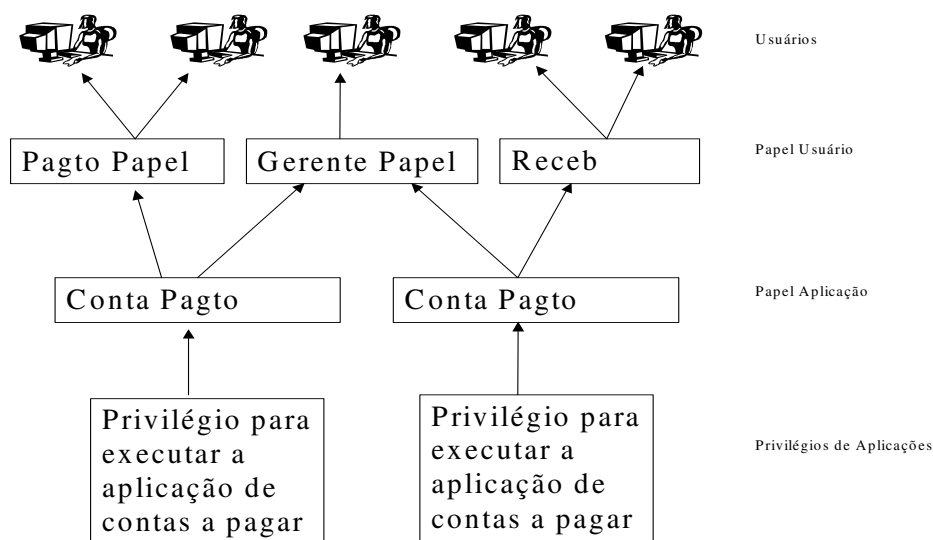 Usuários
Pagto Papel
Gerente Papel
Receb
Papel Usuário
Conta Pagto
Conta Pagto
Papel Aplicação
Privilégio para
executar a
aplicação de
contas a pagar
Privilégio para
executar a
aplicação de
contas a pagar
Privilégios de Aplicações